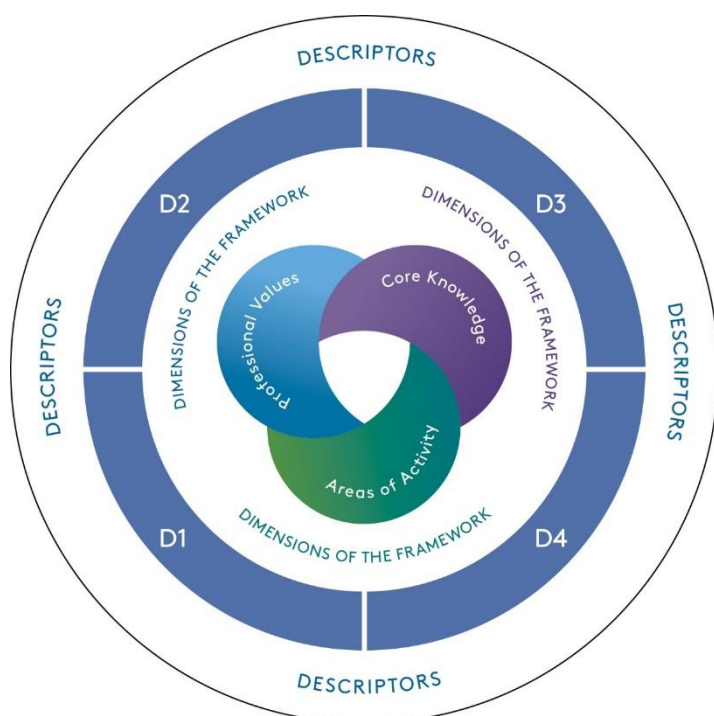 DESCRIPTORS
D2
D3
DIMENSIONS OF THE FRAMEWORK
DIMENSIONS OF THE FRAMEWORK
Professional Values
Core Knowledge
DESCRIPTORS
DESCRIPTORS
Areas of Activity
DIMENSIONS OF THE FRAMEWORK
D1
D4
DESCRIPTORS